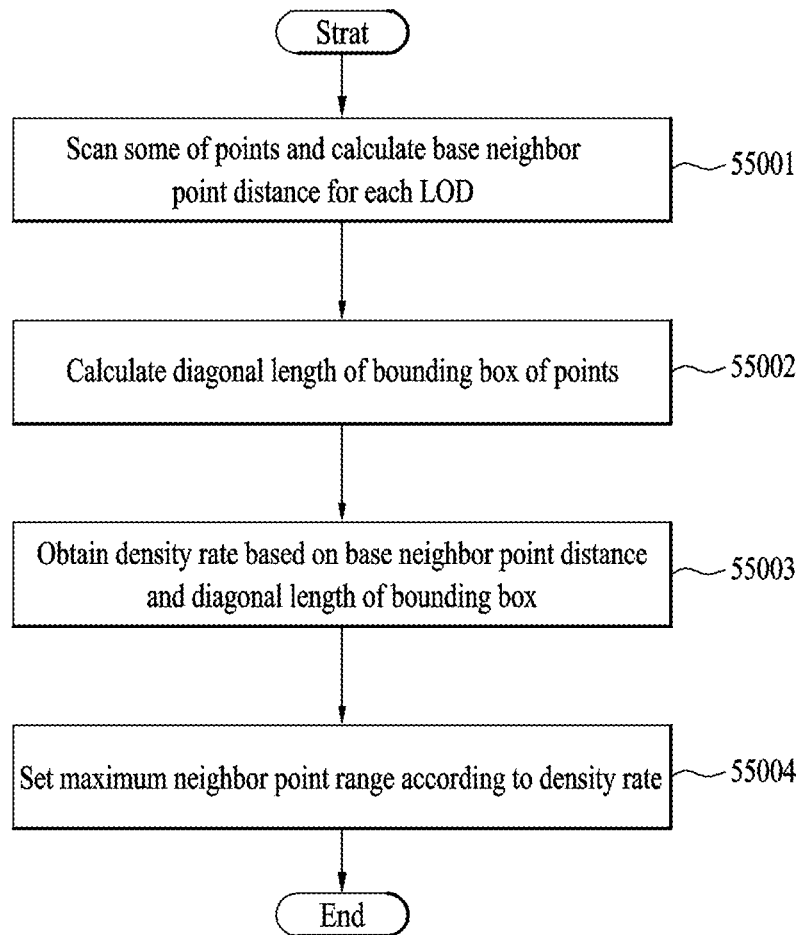 Strat
Scan some of points and calculate base neighbor
point distance for each LOD
55001
Calculate diagonal length of bounding box of points
55002
Obtain density rate based on base neighbor point distance
and diagonal length of bounding box
55003
Set maximum neighbor point range according to density rate
55004
End